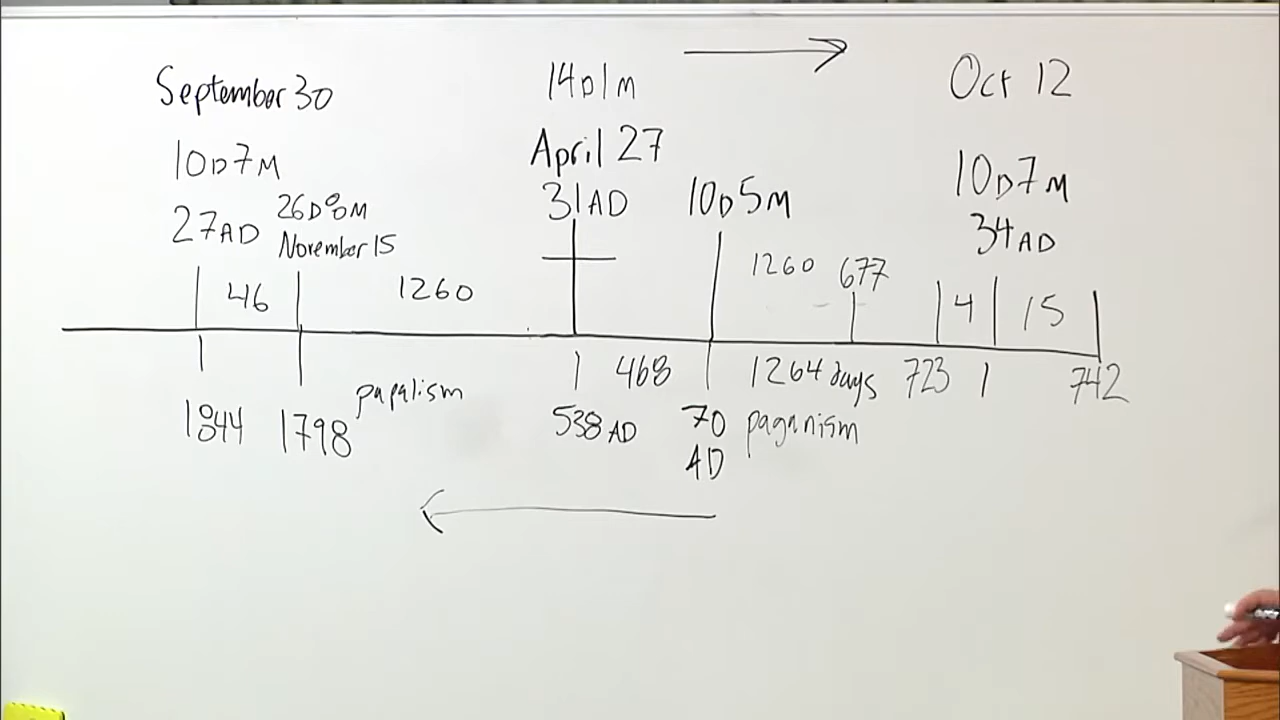 September 30
10D7M
27AD
26D8M
November 15
46
1260
14D1M
April 27
31AD
10D5M
1260
677
Oct 12
10D7M
34AD
4
15
1844
1798
papalism
538 AD
468
70
AD
1264 days
paganism
723
742